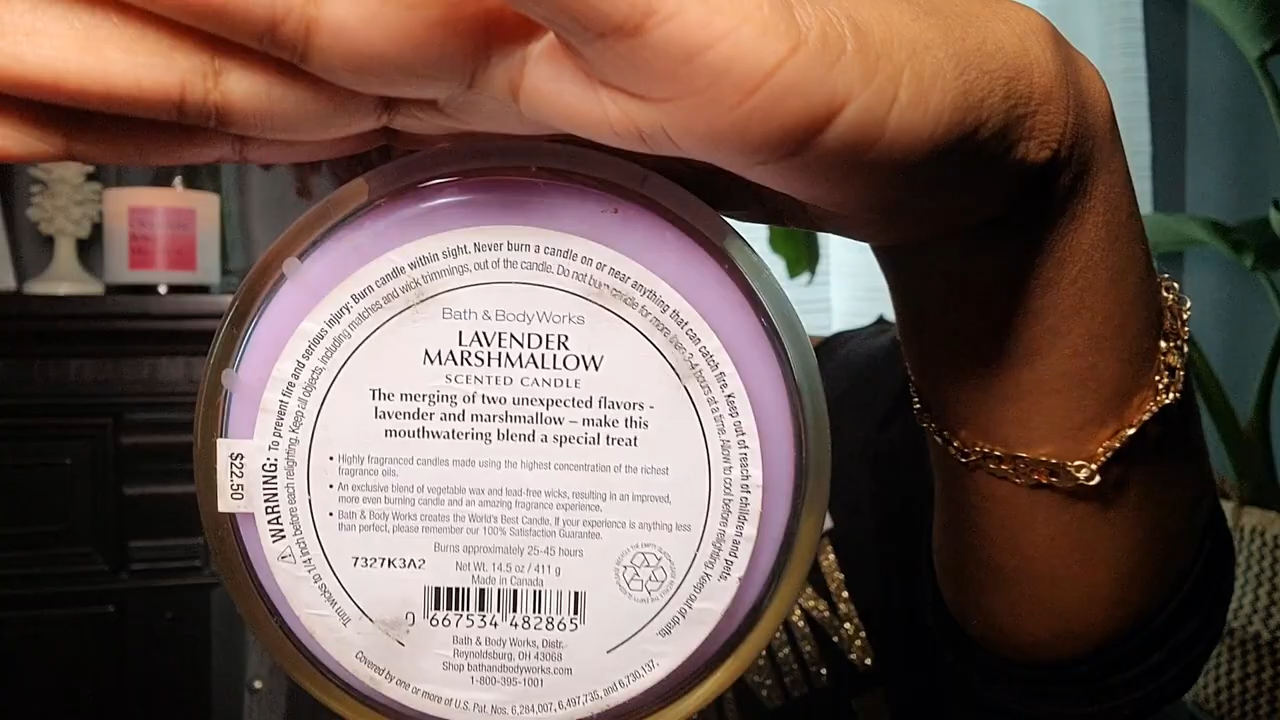 WARNING: To prevent fire and serious injury: Burn candle within sight. Never burn a candle on or near anything that can catch fire. Keep out of reach of children and pets.
Trim wicks to 1/4 inch before each relighting. Keep all objects, including matches and wick trimmings, out of the candle. Do not burn candle for more than 3-4 hours at a time. Allow to cool before relighting. Keep out of drafts.
Bath & Body Works
LAVENDER
MARSHMALLOW
SCENTED CANDLE
The merging of two unexpected flavors -
lavender and marshmallow – make this
mouthwatering blend a special treat
• Highly fragranced candles made using the highest concentration of the richest
fragrance oils.
• An exclusive blend of vegetable wax and lead-free wicks, resulting in an improved,
more even burning candle and an amazing fragrance experience.
• Bath & Body Works creates the World's Best Candle. If your experience is anything less
than perfect, please remember our 100% Satisfaction Guarantee.
$22.50
Burns approximately 25-45 hours
7327K3A2
Net Wt. 14.5 oz / 411 g
Made in Canada
0 667534 482865
Bath & Body Works, Distr.
Reynoldsburg, OH 43068
Shop bathandbodyworks.com
1-800-395-1001
Covered by one or more of U.S. Pat. Nos. 6,284,007, 6,497,735, and 6,730,137.